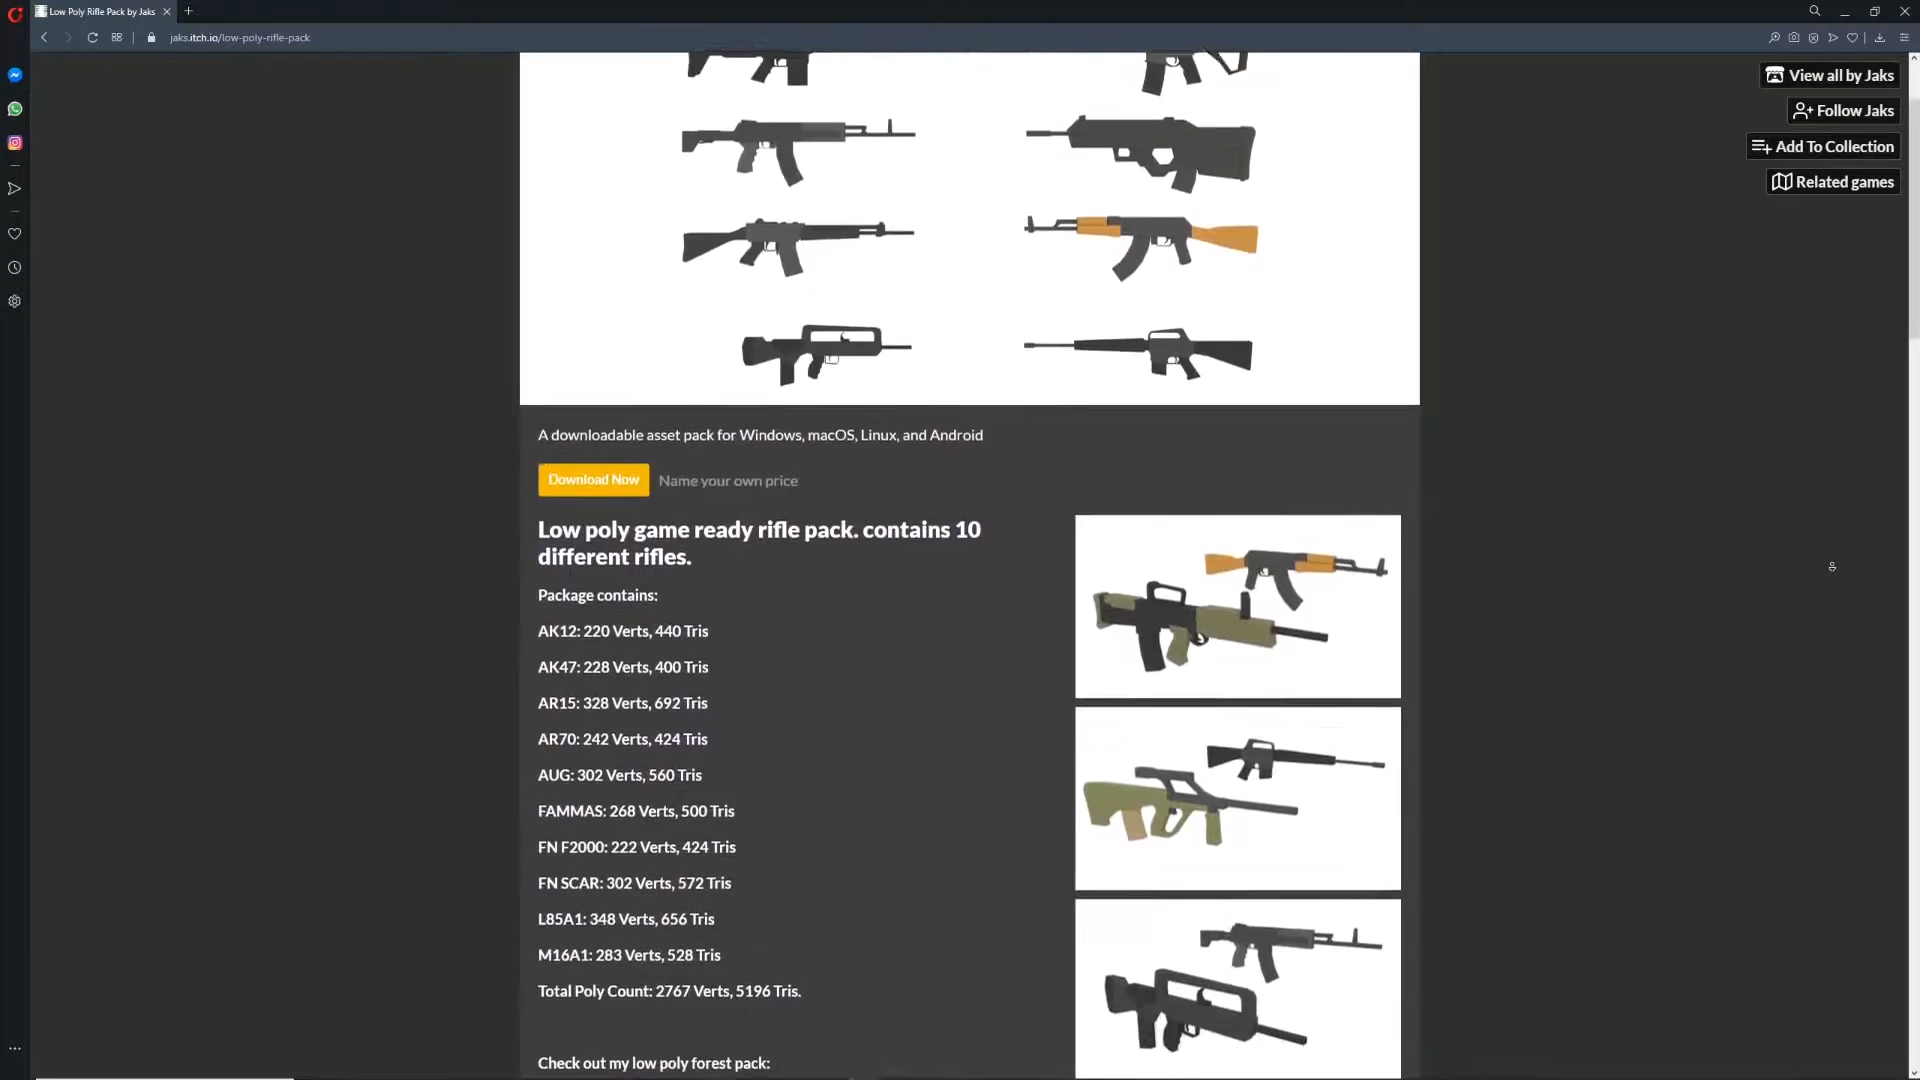 Low Poly Rifle Pack by Jaks
jaks.itch.io/low-poly-rifle-pack
View all by Jaks
Follow Jaks
Add To Collection
Related games
A downloadable asset pack for Windows, macOS, Linux, and Android
Download Now Name your own price
Low poly game ready rifle pack. contains 10
different rifles.
Package contains:
AK12: 220 Verts, 440 Tris
AK47: 228 Verts, 400 Tris
AR15: 328 Verts, 692 Tris
AR70: 242 Verts, 424 Tris
AUG: 302 Verts, 560 Tris
FAMMAS: 268 Verts, 500 Tris
FN F2000: 222 Verts, 424 Tris
FN SCAR: 302 Verts, 572 Tris
L85A1: 348 Verts, 656 Tris
M16A1: 283 Verts, 528 Tris
Total Poly Count: 2767 Verts, 5196 Tris.
Check out my low poly forest pack: